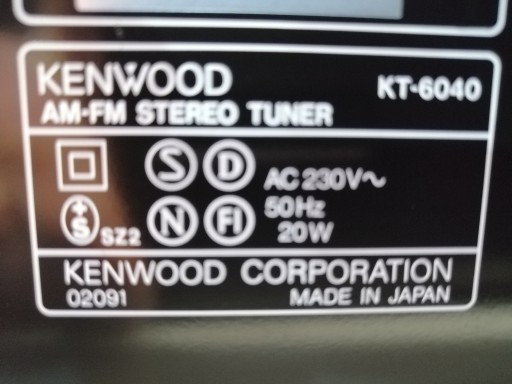 KENWOOD KT-6040
AM-FM STEREO TUNER
S D AC 230V~
50Hz
+S SZ2 N FI 20W
KENWOOD CORPORATION
02091 MADE IN JAPAN